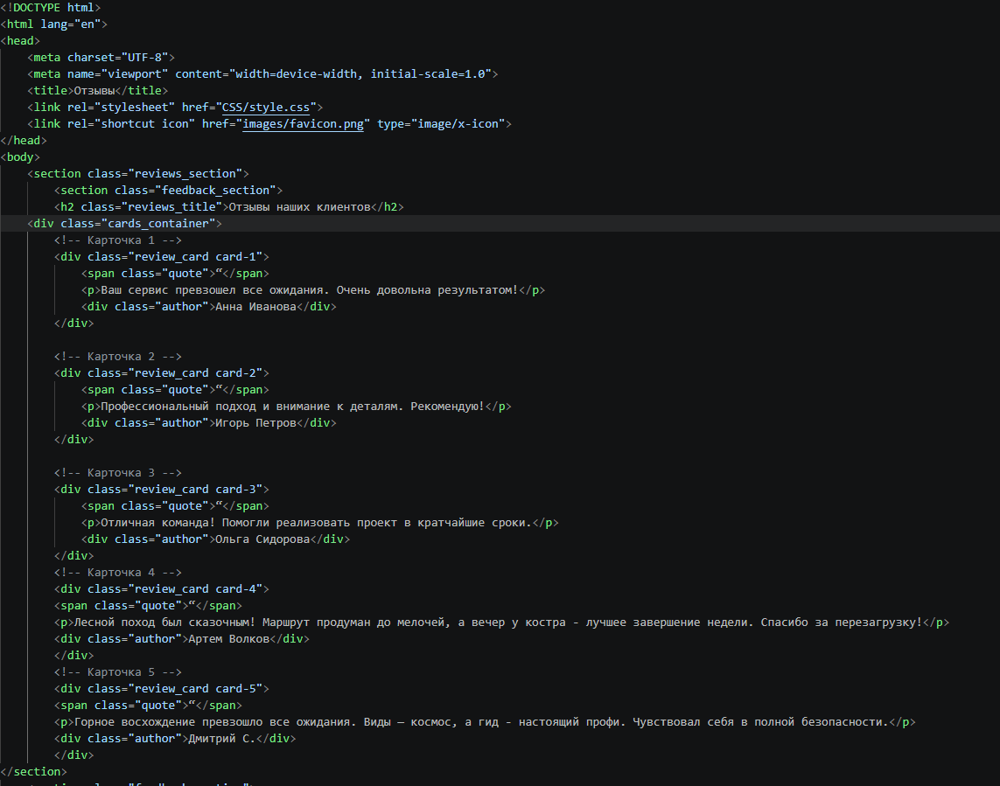 <!DOCTYPE html>
<html lang="en">
<head>
    <meta charset="UTF-8">
    <meta name="viewport" content="width=device-width, initial-scale=1.0">
    <title>Отзывы</title>
    <link rel="stylesheet" href="CSS/style.css">
    <link rel="shortcut icon" href="images/favicon.png" type="image/x-icon">
</head>
<body>
    <section class="reviews_section">
        <section class="feedback_section">
        <h2 class="reviews_title">Отзывы наших клиентов</h2>
    <div class="cards_container">
        <!-- Карточка 1 -->
        <div class="review_card card-1">
            <span class="quote">“</span>
            <p>Ваш сервис превзошел все ожидания. Очень довольна результатом!</p>
            <div class="author">Анна Иванова</div>
        </div>

        <!-- Карточка 2 -->
        <div class="review_card card-2">
            <span class="quote">“</span>
            <p>Профессиональный подход и внимание к деталям. Рекомендую!</p>
            <div class="author">Игорь Петров</div>
        </div>

        <!-- Карточка 3 -->
        <div class="review_card card-3">
            <span class="quote">“</span>
            <p>Отличная команда! Помогли реализовать проект в кратчайшие сроки.</p>
            <div class="author">Ольга Сидорова</div>
        </div>
        <!-- Карточка 4 -->
        <div class="review_card card-4">
        <span class="quote">“</span>
        <p>Лесной поход был сказочным! Маршрут продуман до мелочей, а вечер у костра - лучшее завершение недели. Спасибо за перезагрузку!</p>
        <div class="author">Артем Волков</div>
        </div>
        <!-- Карточка 5 -->
        <div class="review_card card-5">
        <span class="quote">“</span>
        <p>Горное восхождение превзошло все ожидания. Виды — космос, а гид - настоящий профи. Чувствовал себя в полной безопасности.</p>
        <div class="author">Дмитрий С.</div>
        </div>
</section>